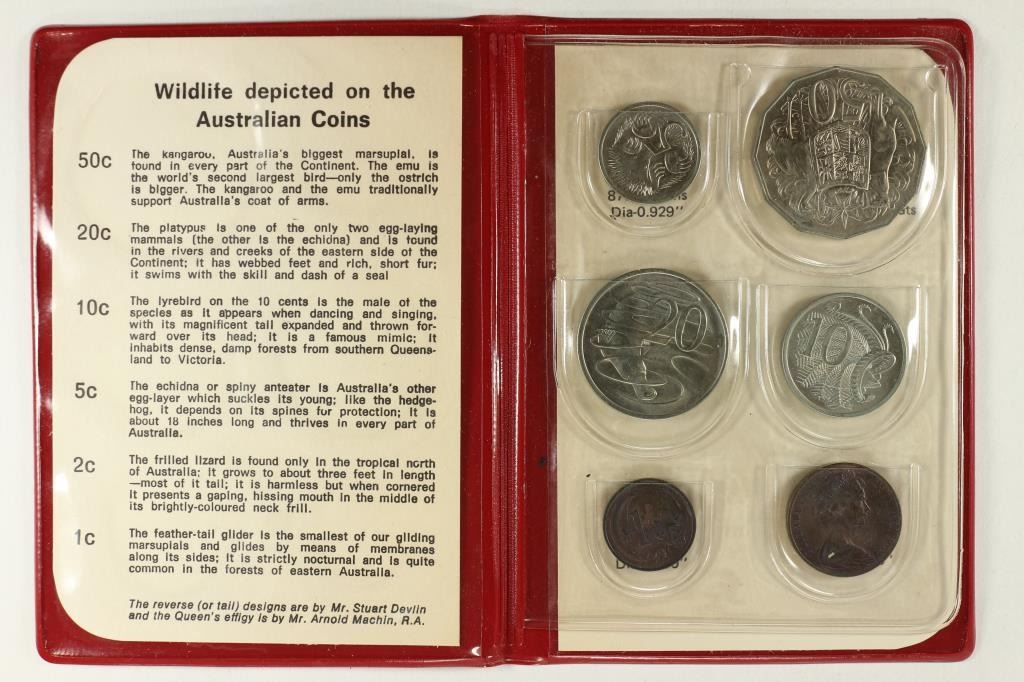 Wildlife depicted on the
Australian Coins
50c
The kangaroo, Australia's biggest marsupial, is
found in every part of the Continent. The emu is
the world's second largest bird—only the ostrich
is bigger. The kangaroo and the emu traditionally
support Australia's coat of arms.
20c
The platypus is one of the only two egg-laying
mammals (the other is the echidna) and is found
in the rivers and creeks of the eastern side of the
Continent; it has webbed feet and rich, short fur;
it swims with the skill and dash of a seal
10c
The lyrebird on the 10 cents is the male of the
species as it appears when dancing and singing,
with its magnificent tail expanded and thrown for-
ward over its head; it is a famous mimic; it
inhabits dense, damp forests from southern Queens-
land to Victoria.
5c
The echidna or spiny anteater is Australia's other
egg-layer which suckles its young; like the hedge-
hog, it depends on its spines for protection; it is
about 18 inches long and thrives in every part of
Australia.
2c
The frilled lizard is found only in the tropical north
of Australia; it grows to about three feet in length
—most of it tail; it is harmless but when cornered
it presents a gaping, hissing mouth in the middle of
its brightly-coloured neck frill.
1c
The feather-tail glider is the smallest of our gliding
marsupials and glides by means of membranes
along its sides; it is strictly nocturnal and is quite
common in the forests of eastern Australia.
The reverse (or tail) designs are by Mr. Stuart Devlin
and the Queen's effigy is by Mr. Arnold Machin, R.A.
5
50
Dia-0.929"
20
10
1